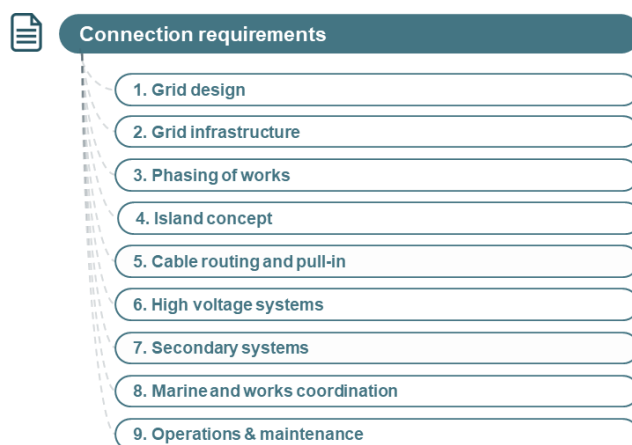 Connection requirements
1. Grid design
2. Grid infrastructure
3. Phasing of works
4. Island concept
5. Cable routing and pull-in
6. High voltage systems
7. Secondary systems
8. Marine and works coordination
9. Operations & maintenance